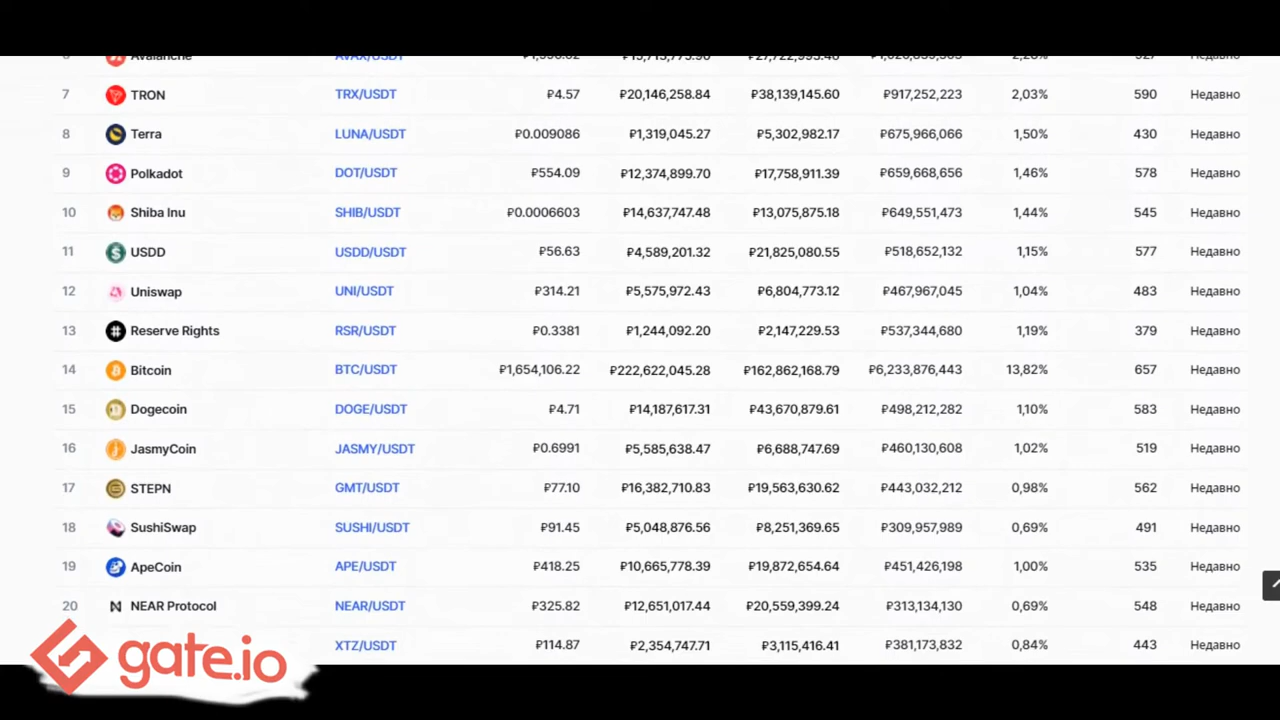 Avalanche AVAX/USDT
7 TRON TRX/USDT ₽4.57 ₽20,146,258.84 ₽38,139,145.60 ₽917,252,223 2,03% 590 Недавно
8 Terra LUNA/USDT ₽0.009086 ₽1,319,045.27 ₽5,302,982.17 ₽675,966,066 1,50% 430 Недавно
9 Polkadot DOT/USDT ₽554.09 ₽12,374,899.70 ₽17,758,911.39 ₽659,668,656 1,46% 578 Недавно
10 Shiba Inu SHIB/USDT ₽0.0006603 ₽14,637,747.48 ₽13,075,875.18 ₽649,551,473 1,44% 545 Недавно
11 USDD USDD/USDT ₽56.63 ₽4,589,201.32 ₽21,825,080.55 ₽518,652,132 1,15% 577 Недавно
12 Uniswap UNI/USDT ₽314.21 ₽5,575,972.43 ₽6,804,773.12 ₽467,967,045 1,04% 483 Недавно
13 Reserve Rights RSR/USDT ₽0.3381 ₽1,244,092.20 ₽2,147,229.53 ₽537,344,680 1,19% 379 Недавно
14 Bitcoin BTC/USDT ₽1,654,106.22 ₽222,622,045.28 ₽162,862,168.79 ₽6,233,876,443 13,82% 657 Недавно
15 Dogecoin DOGE/USDT ₽4.71 ₽14,187,617.31 ₽43,670,879.61 ₽498,212,282 1,10% 583 Недавно
16 JasmyCoin JASMY/USDT ₽0.6991 ₽5,585,638.47 ₽6,688,747.69 ₽460,130,608 1,02% 519 Недавно
17 STEPN GMT/USDT ₽77.10 ₽16,382,710.83 ₽19,563,630.62 ₽443,032,212 0,98% 562 Недавно
18 SushiSwap SUSHI/USDT ₽91.45 ₽5,048,876.56 ₽8,251,369.65 ₽309,957,989 0,69% 491 Недавно
19 ApeCoin APE/USDT ₽418.25 ₽10,665,778.39 ₽19,872,654.64 ₽451,426,198 1,00% 535 Недавно
20 NEAR Protocol NEAR/USDT ₽325.82 ₽12,651,017.44 ₽20,559,399.24 ₽313,134,130 0,69% 548 Недавно
XTZ/USDT ₽114.87 ₽2,354,747.71 ₽3,115,416.41 ₽381,173,832 0,84% 443 Недавно
gate.io